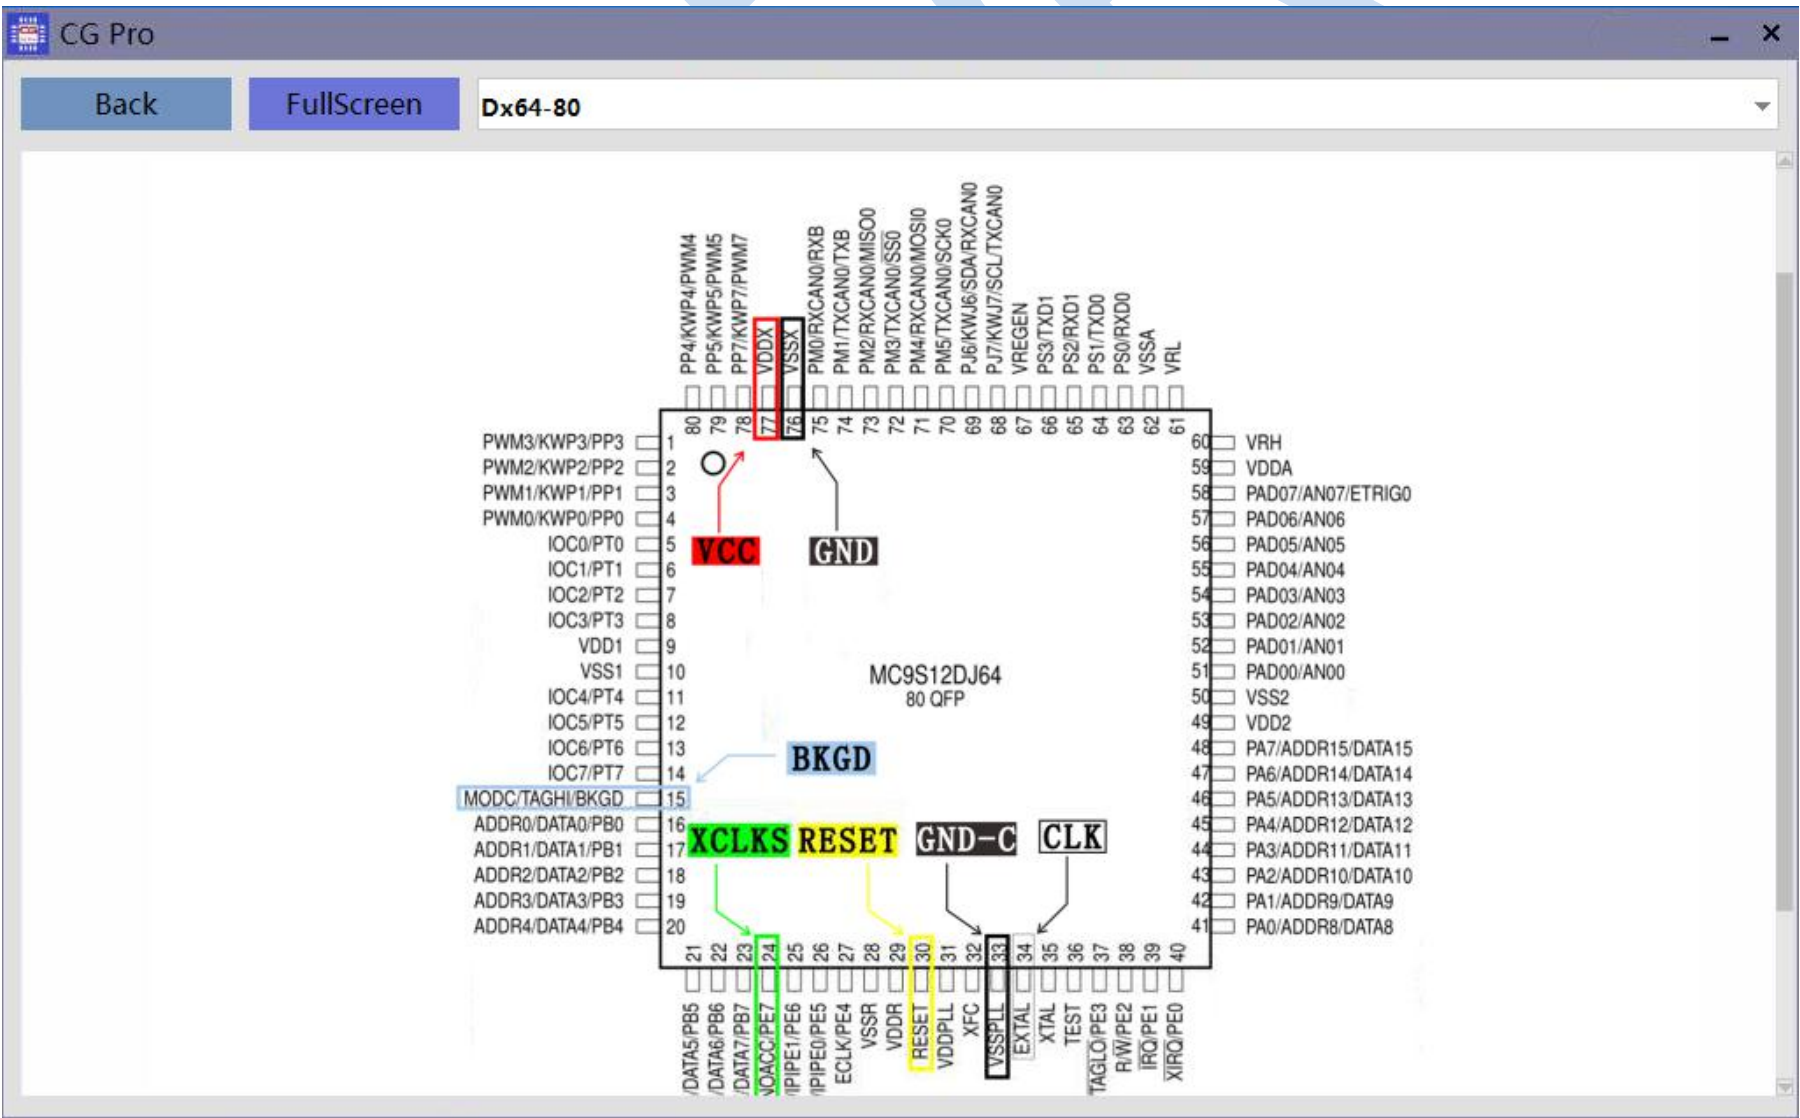 CG Pro
Back
FullScreen
Dx64-80
PP4/KWP4/PWM4
PP5/KWP5/PWM5
PP7/KWP7/PWM7
VDDX
VSSX
PM0/RXCAN0/RXB
PM1/TXCAN0/TXB
PM2/RXCAN0/MISO0
PM3/TXCAN0/SS0
PM4/RXCAN0/MOSI0
PM5/TXCAN0/SCK0
PJ6/KWJ6/SDA/RXCAN0
PJ7/KWJ7/SCL/TXCAN0
VREGEN
PS3/TXD1
PS2/RXD1
PS1/TXD0
PS0/RXD0
VSSA
VRL
80 79 78 77 76 75 74 73 72 71 70 69 68 67 66 65 64 63 62 61
PWM3/KWP3/PP3 1
PWM2/KWP2/PP2 2
PWM1/KWP1/PP1 3
PWM0/KWP0/PP0 4
IOC0/PT0 5
IOC1/PT1 6
IOC2/PT2 7
IOC3/PT3 8
VDD1 9
VSS1 10
IOC4/PT4 11
IOC5/PT5 12
IOC6/PT6 13
IOC7/PT7 14
MODC/TAGHI/BKGD 15
ADDR0/DATA0/PB0 16
ADDR1/DATA1/PB1 17
ADDR2/DATA2/PB2 18
ADDR3/DATA3/PB3 19
ADDR4/DATA4/PB4 20
VCC
GND
MC9S12DJ64
80 QFP
BKGD
XCLKS
RESET
GND-C
CLK
60 VRH
59 VDDA
58 PAD07/AN07/ETRIG0
57 PAD06/AN06
56 PAD05/AN05
55 PAD04/AN04
54 PAD03/AN03
53 PAD02/AN02
52 PAD01/AN01
51 PAD00/AN00
50 VSS2
49 VDD2
48 PA7/ADDR15/DATA15
47 PA6/ADDR14/DATA14
46 PA5/ADDR13/DATA13
45 PA4/ADDR12/DATA12
44 PA3/ADDR11/DATA11
43 PA2/ADDR10/DATA10
42 PA1/ADDR9/DATA9
41 PA0/ADDR8/DATA8
21 22 23 24 25 26 27 28 29 30 31 32 33 34 35 36 37 38 39 40
/DATA5/PB5
/DATA6/PB6
/DATA7/PB7
NOACC/PE7
/IPIPE1/PE6
/IPIPE0/PE5
ECLK/PE4
VSSR
VDDR
RESET
VDDPLL
XFC
VSSPLL
EXTAL
XTAL
TEST
TAGLO/PE3
R/W/PE2
IRQ/PE1
XIRQ/PE0